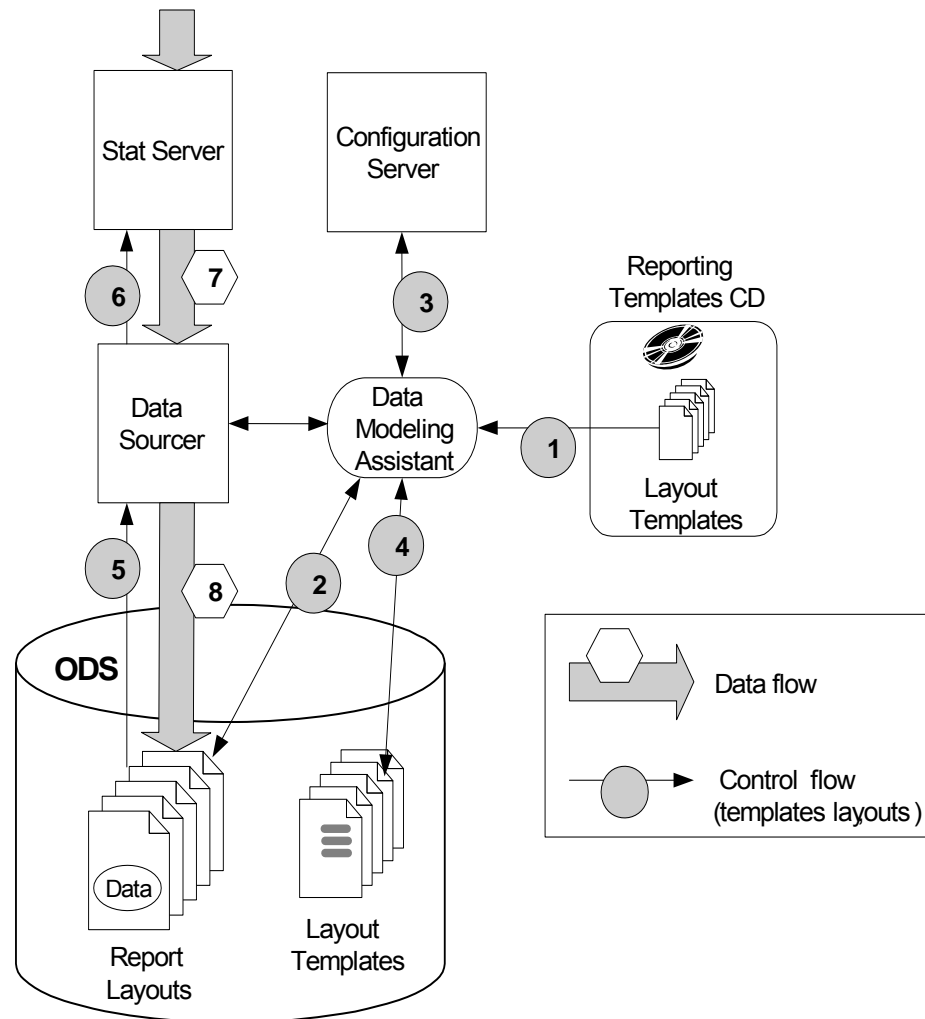 Stat Server
Configuration
Server
7
6
3
Reporting
Templates CD
Data
Sourcer
Data
Modeling
Assistant
1
Layout
Templates
5
8
2
4
ODS
Data
Report
Layouts
Layout
Templates
Data flow
Control flow
(templates layouts)